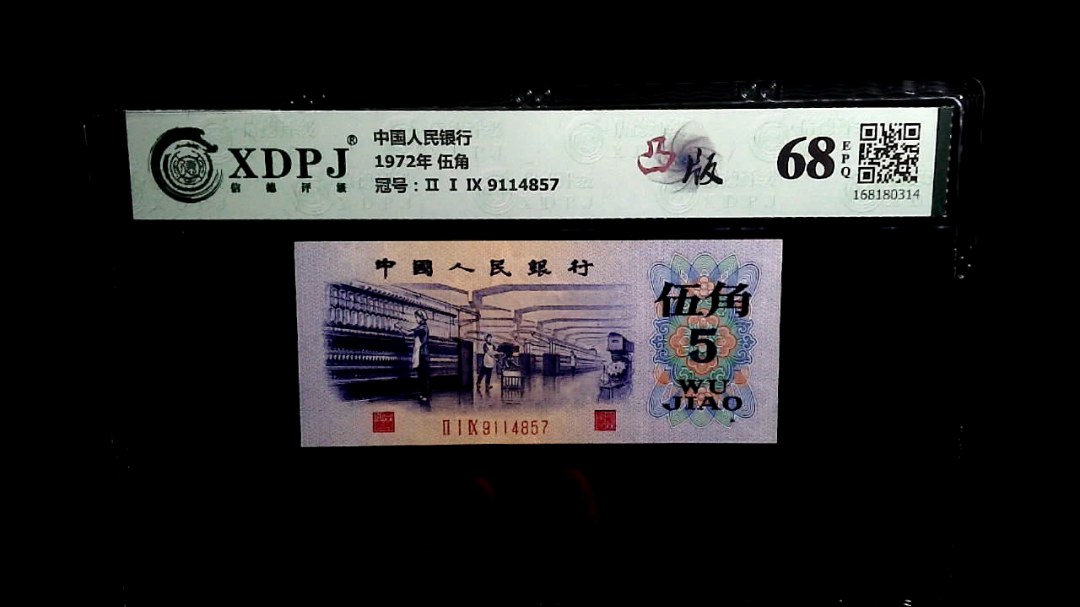 XDPJ®
信德评级
中国人民银行
1972年 伍角
冠号：Ⅱ Ⅰ Ⅸ 9114857
凸版
68
EPQ
168180314
中國人民銀行
伍角
5
WU
JIAO
Ⅱ Ⅰ Ⅸ 9114857